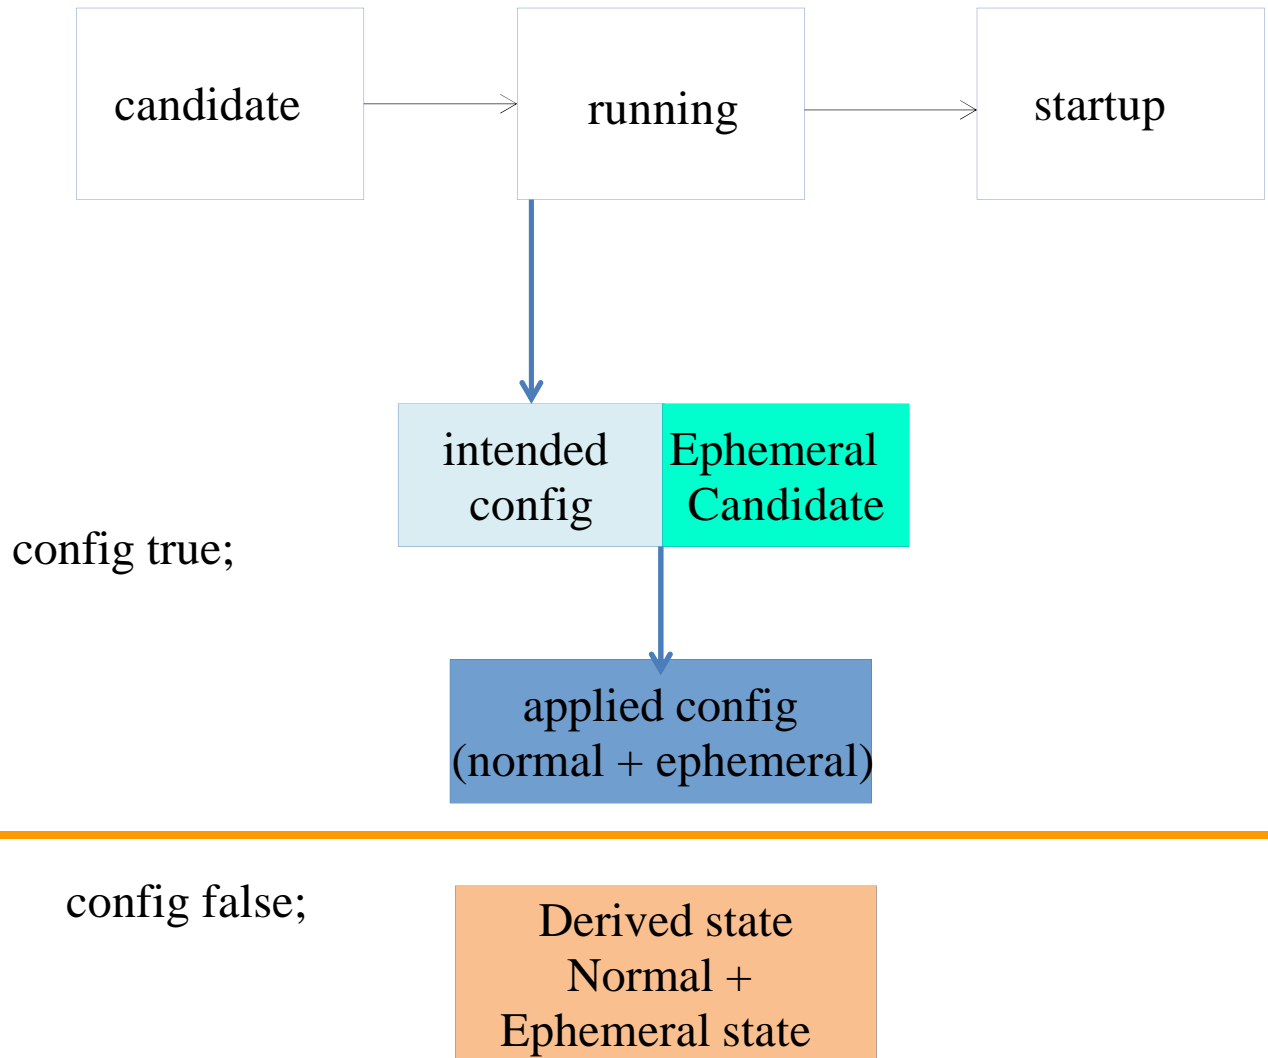 candidate
running
startup
intended
config
Ephemeral
Candidate
config true;
applied config
(normal + ephemeral)
config false;
Derived state
Normal +
Ephemeral state